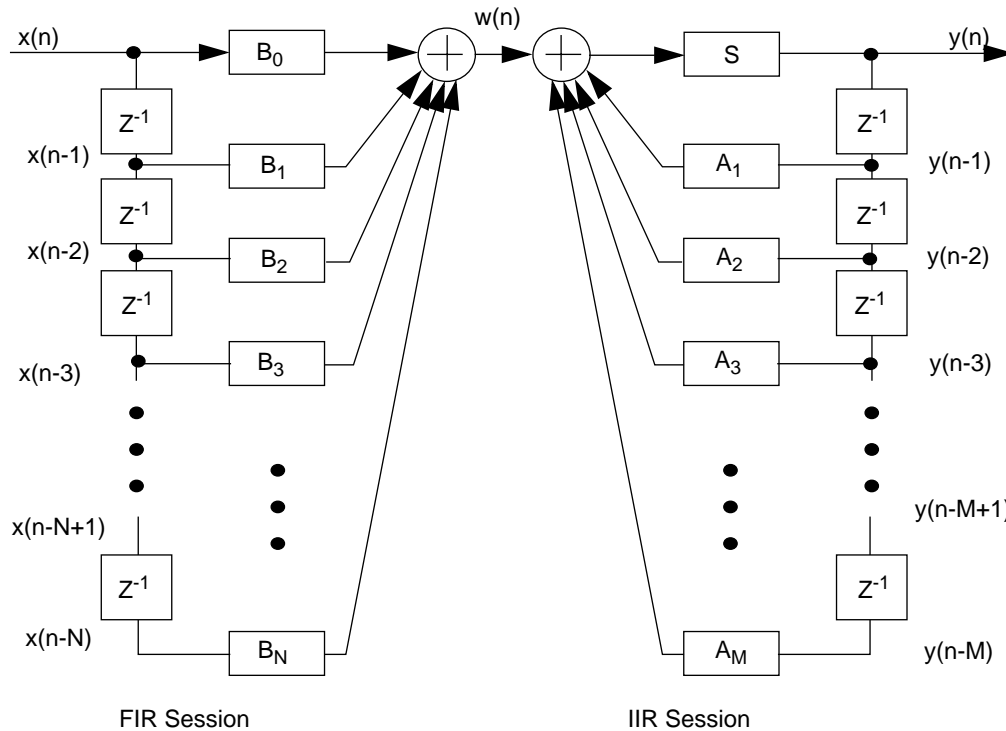 x(n)
B0
w(n)
S
y(n)
Z-1
Z-1
x(n-1)
B1
A1
y(n-1)
Z-1
Z-1
x(n-2)
B2
A2
y(n-2)
Z-1
Z-1
x(n-3)
B3
A3
y(n-3)
x(n-N+1)
y(n-M+1)
Z-1
Z-1
x(n-N)
BN
AM
y(n-M)
FIR Session
IIR Session